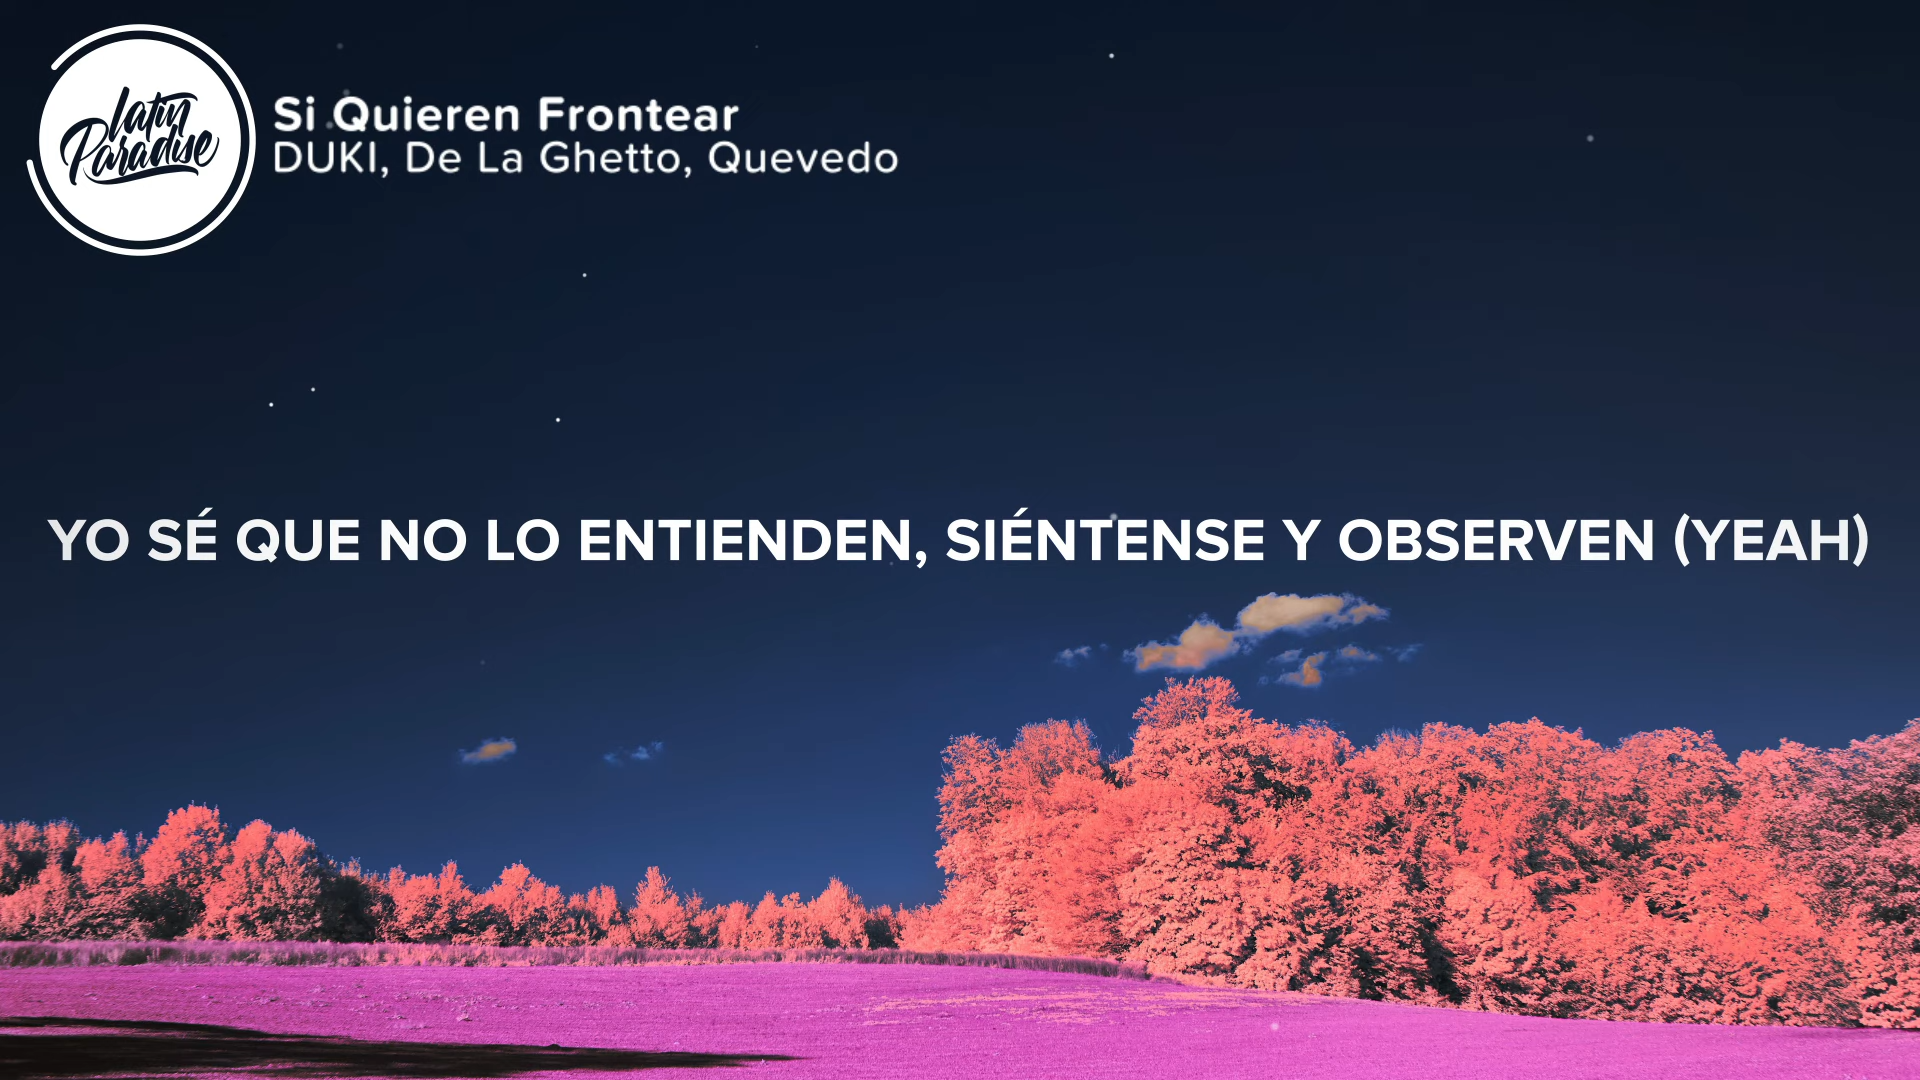 latin
Paradise
Si Quieren Frontear
DUKI, De La Ghetto, Quevedo
YO SÉ QUE NO LO ENTIENDEN, SIÉNTENSE Y OBSERVEN (YEAH)